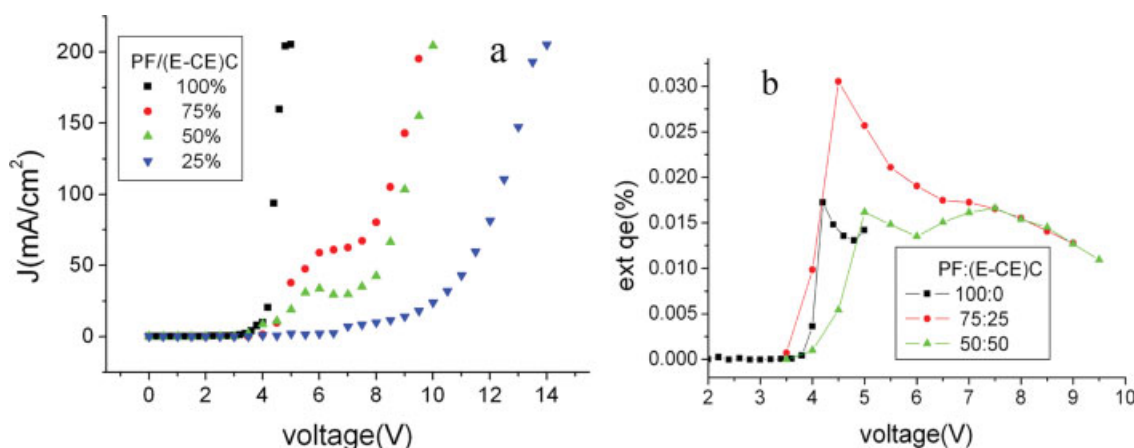 a
PF/(E-CE)C
100%
75%
50%
25%
J(mA/cm²)
200
150
100
50
0
0 2 4 6 8 10 12 14
voltage(V)
b
ext qe(%)
0.030
0.025
0.020
0.015
0.010
0.005
0.000
PF:(E-CE)C
100:0
75:25
50:50
2 3 4 5 6 7 8 9 10
voltage(V)